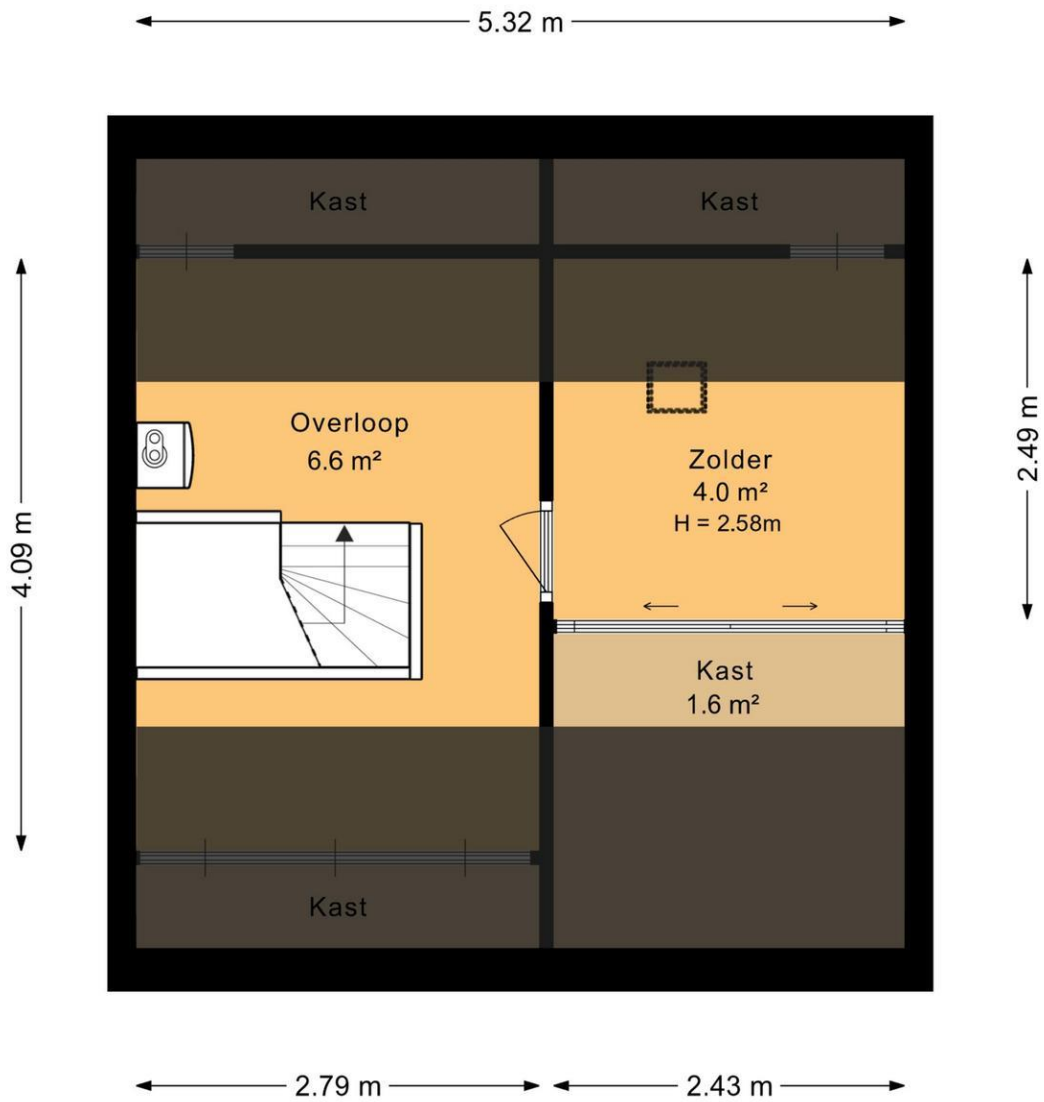 5.32 m
Kast
Kast
Overloop
6.6 m²
Zolder
4.0 m²
H = 2.58m
2.49 m
4.09 m
Kast
1.6 m²
Kast
2.79 m
2.43 m